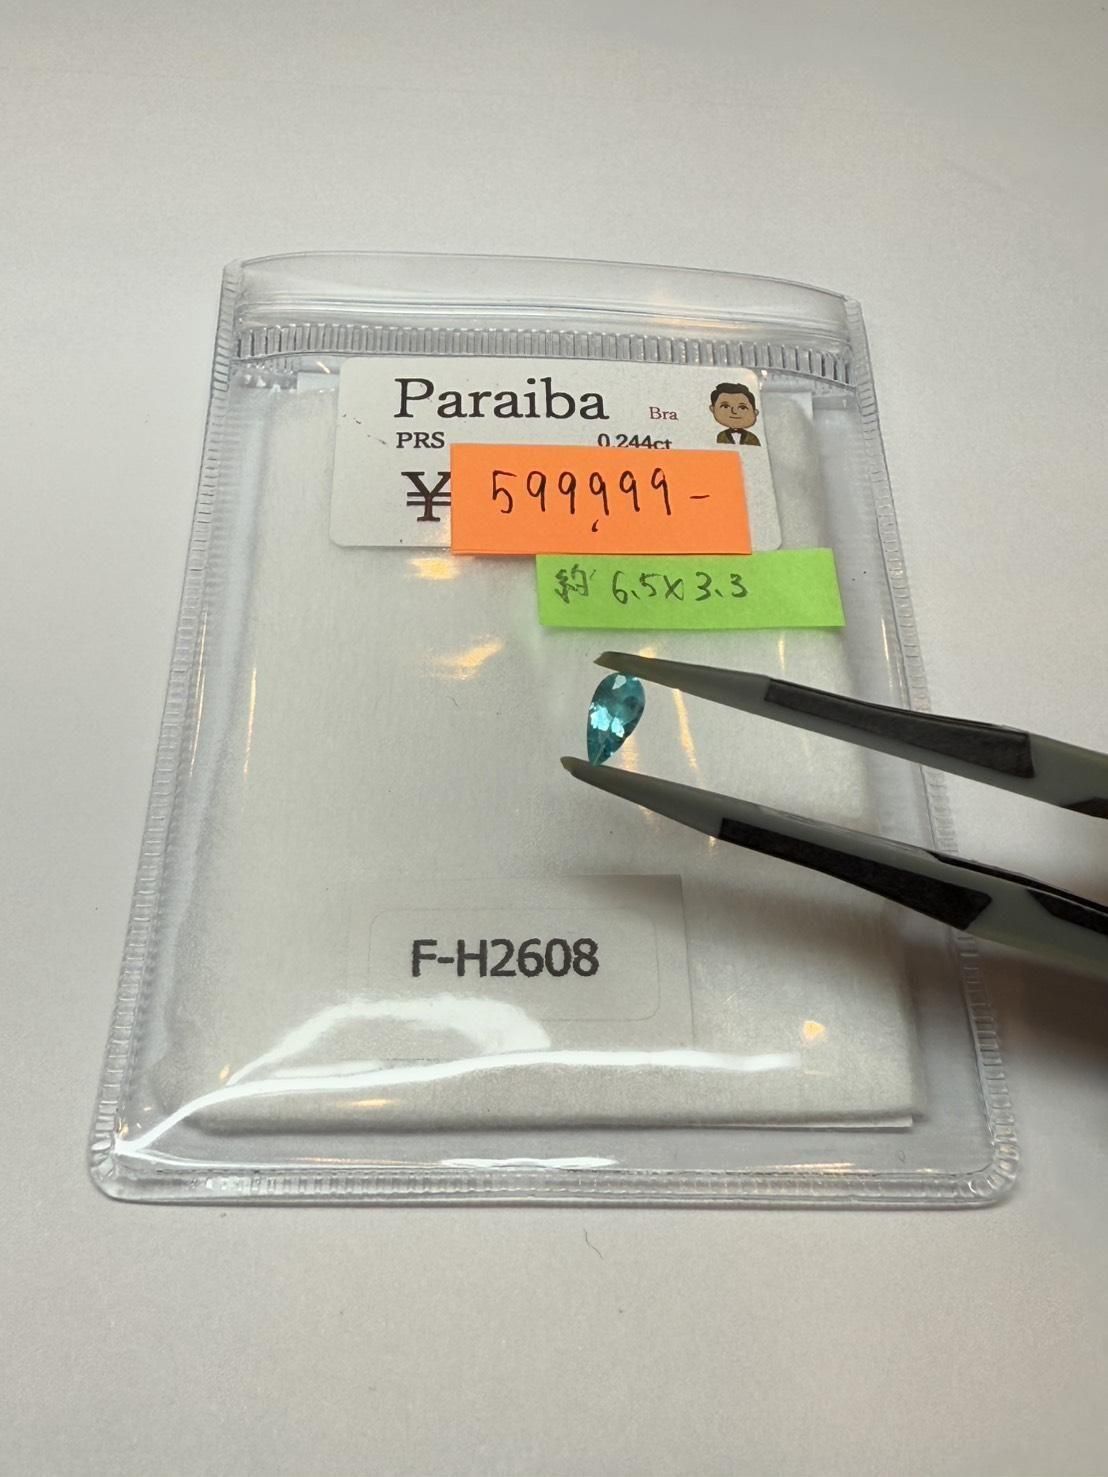 Paraiba Bra
PRS 0.244ct
¥ 599,999-
約 6.5×3.3
F-H2608